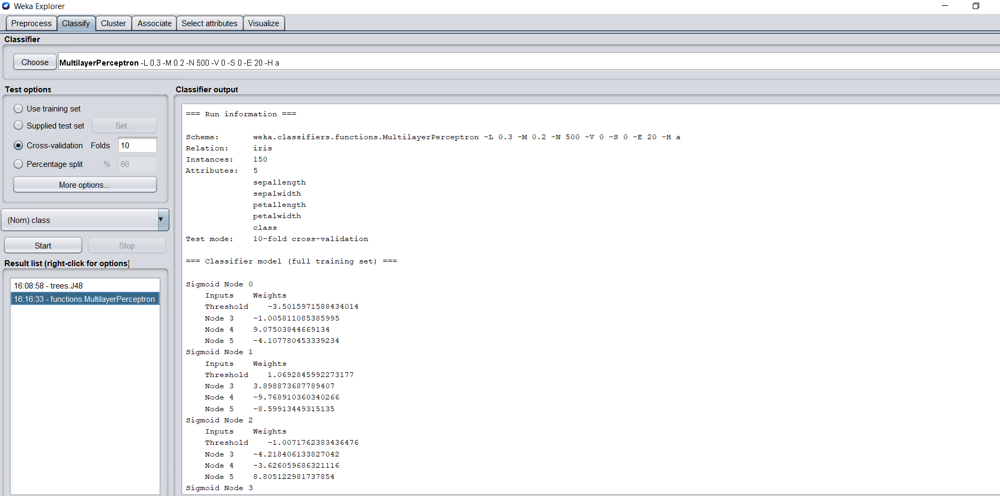 Weka Explorer
Preprocess Classify Cluster Associate Select attributes Visualize
Classifier
Choose MultilayerPerceptron -L 0.3 -M 0.2 -N 500 -V 0 -S 0 -E 20 -H a
Test options
Use training set
Supplied test set Set...
Cross-validation Folds 10
Percentage split % 66
More options...
(Nom) class
Start Stop
Result list (right-click for options)
16:08:58 - trees.J48
16:16:33 - functions.MultilayerPerceptron
Classifier output
=== Run information ===
Scheme: weka.classifiers.functions.MultilayerPerceptron -L 0.3 -M 0.2 -N 500 -V 0 -S 0 -E 20 -H a
Relation: iris
Instances: 150
Attributes: 5
sepallength
sepalwidth
petallength
petalwidth
class
Test mode: 10-fold cross-validation
=== Classifier model (full training set) ===
Sigmoid Node 0
Inputs Weights
Threshold -3.5015971588434014
Node 3 -1.005811085385995
Node 4 9.07503844669134
Node 5 -4.107780453339234
Sigmoid Node 1
Inputs Weights
Threshold 1.0692845992273177
Node 3 3.898873687789407
Node 4 -9.768910360340266
Node 5 -8.59913449315135
Sigmoid Node 2
Inputs Weights
Threshold -1.0071762383436476
Node 3 -4.218406133827042
Node 4 -3.626059686321116
Node 5 8.805122981737854
Sigmoid Node 3